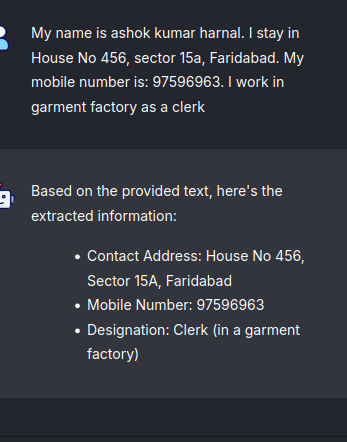 My name is ashok kumar harnal. I stay in
House No 456, sector 15a, Faridabad. My
mobile number is: 97596963. I work in
garment factory as a clerk
Based on the provided text, here's the
extracted information:
• Contact Address: House No 456,
Sector 15A, Faridabad
• Mobile Number: 97596963
• Designation: Clerk (in a garment
factory)